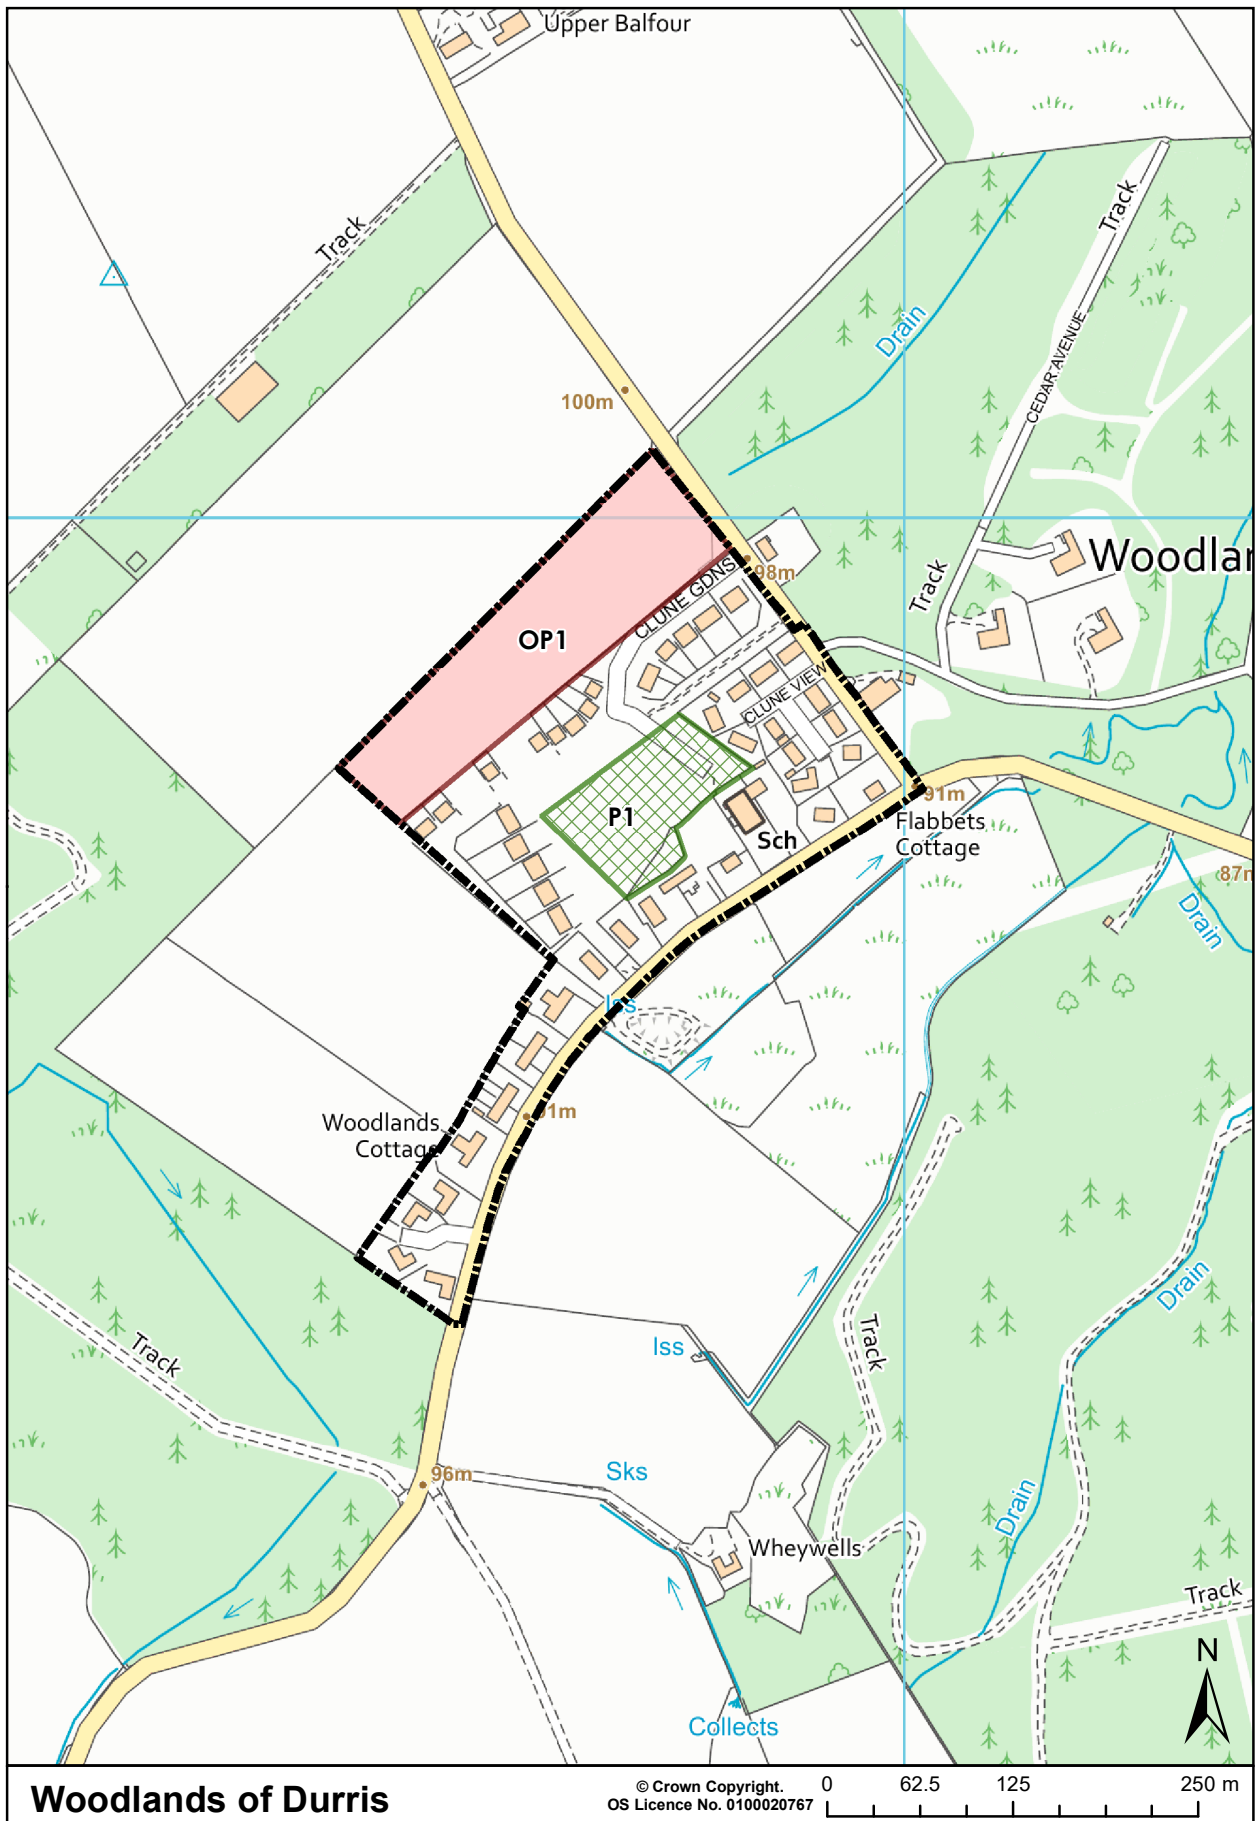 Upper Balfour
Track
Track
Drain
CEDAR AVENUE
100m
Woodlan
98m
Track
CLUNE GDNS
OP1
CLUNE VIEW
91m
P1
Flabbets
Cottage
Sch
87m
Drain
Iss
91m
Woodlands
Cottage
Drain
Track
Track
Iss
Sks
96m
Drain
Wheywells
Track
N
Collects
Woodlands of Durris
© Crown Copyright.
OS Licence No. 0100020767
0 62.5 125 250 m